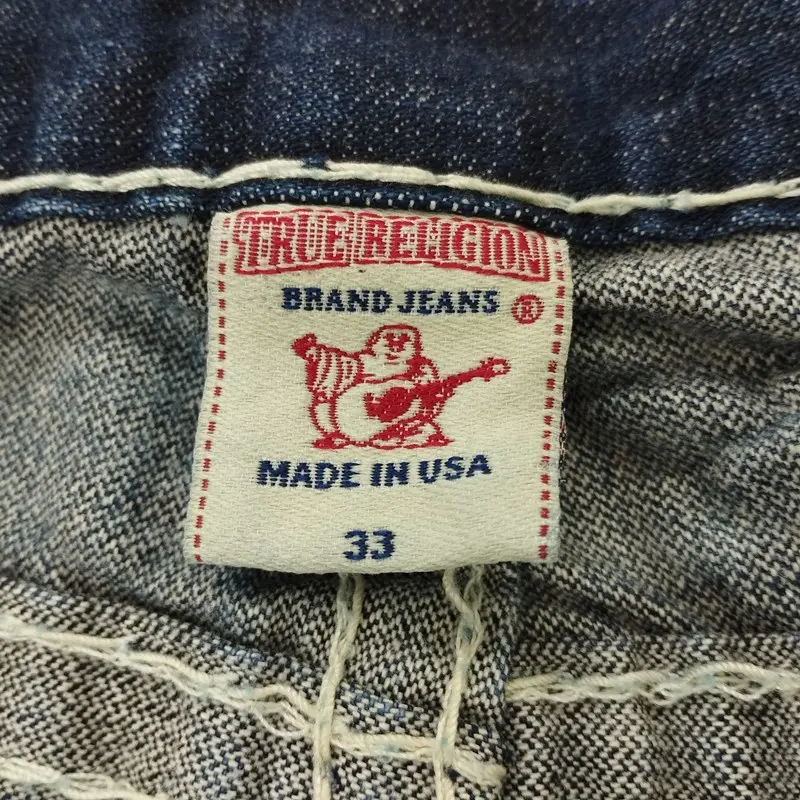 TRUE RELIGION
BRAND JEANS ®
MADE IN USA
33